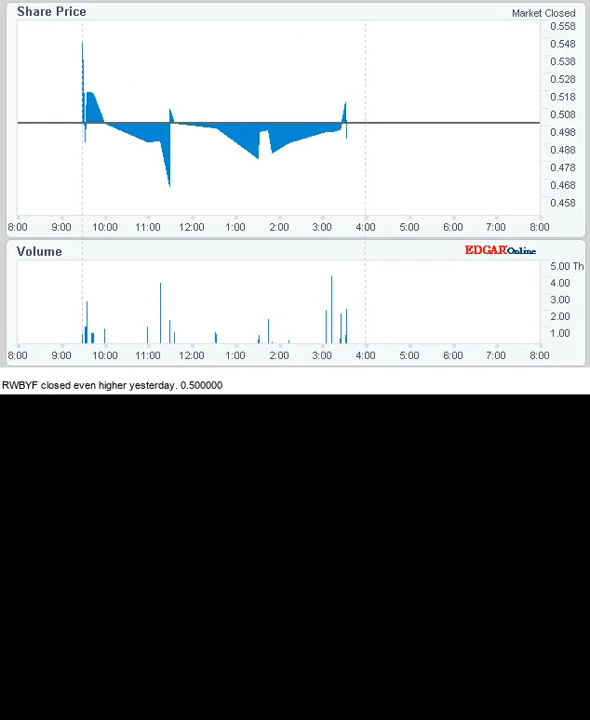 Share Price
Market Closed
0.558
0.548
0.538
0.528
0.518
0.508
0.498
0.488
0.478
0.468
0.458
8:00 9:00 10:00 11:00 12:00 1:00 2:00 3:00 4:00 5:00 6:00 7:00 8:00
Volume
EDGAR Online
5.00 Th
4.00
3.00
2.00
1.00
8:00 9:00 10:00 11:00 12:00 1:00 2:00 3:00 4:00 5:00 6:00 7:00 8:00
RWBYF closed even higher yesterday. 0.500000